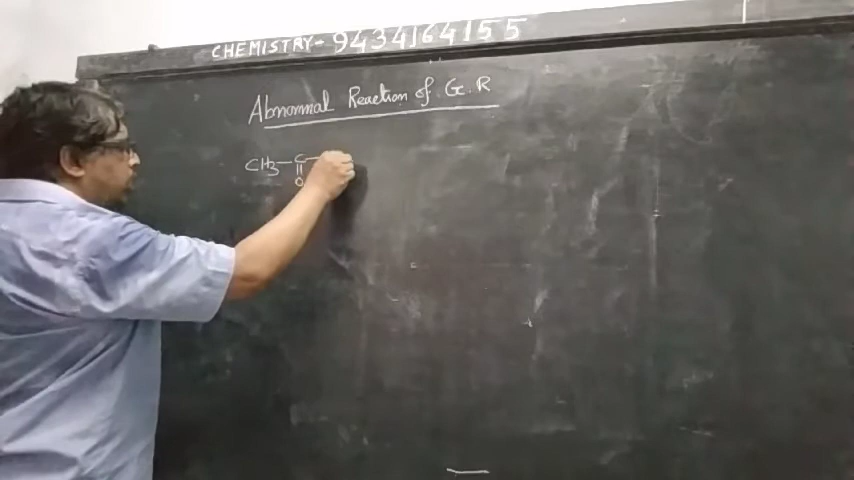 CHEMISTRY- 9434164155
Abnormal Reaction of G.R
CH3-C-
||
O